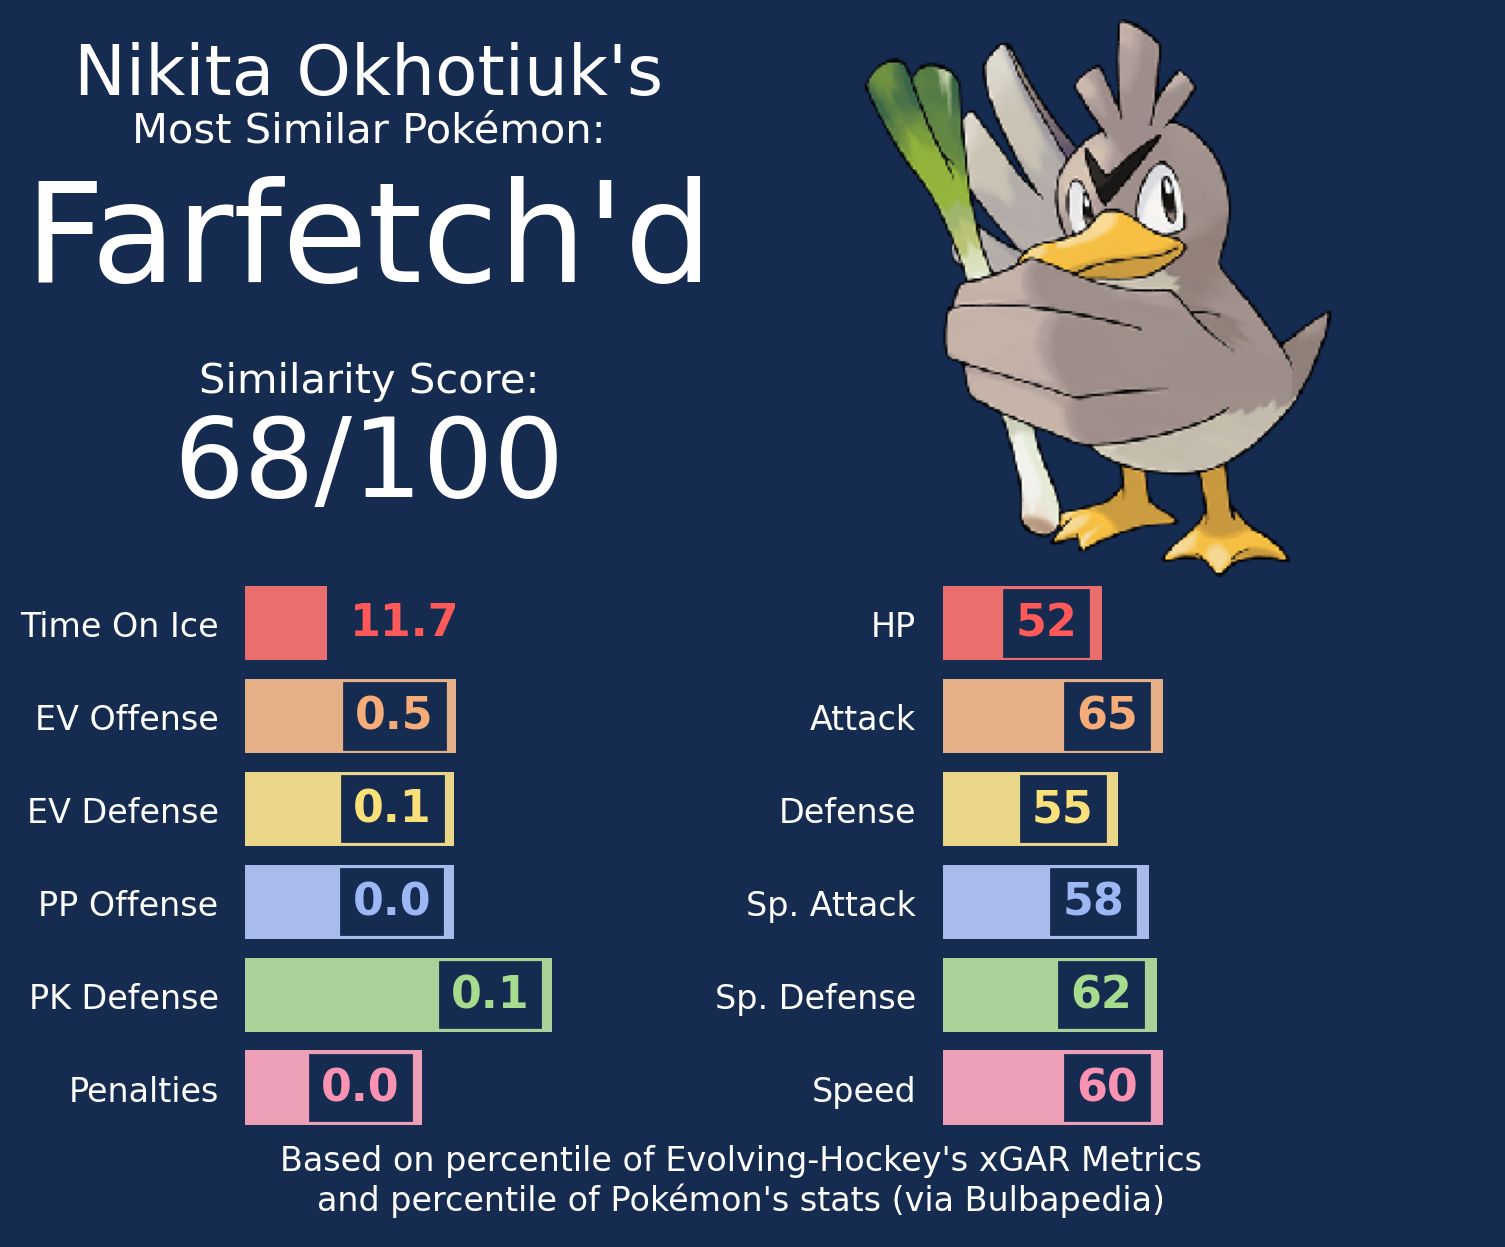 Nikita Okhotiuk's
Most Similar Pokémon:
Farfetch'd
Similarity Score:
68/100
Time On Ice 11.7
EV Offense 0.5
EV Defense 0.1
PP Offense 0.0
PK Defense 0.1
Penalties 0.0
HP 52
Attack 65
Defense 55
Sp. Attack 58
Sp. Defense 62
Speed 60
Based on percentile of Evolving-Hockey's xGAR Metrics
and percentile of Pokémon's stats (via Bulbapedia)